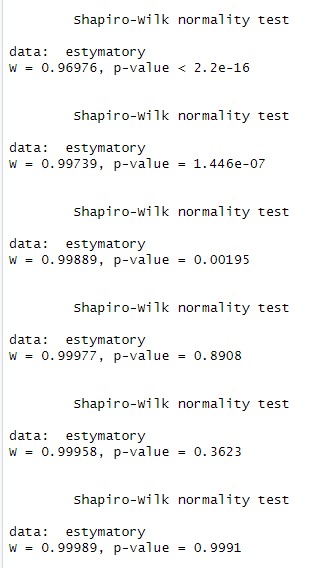 Shapiro-Wilk normality test
data:  estymatory
W = 0.96976, p-value < 2.2e-16
Shapiro-Wilk normality test
data:  estymatory
W = 0.99739, p-value = 1.446e-07
Shapiro-Wilk normality test
data:  estymatory
W = 0.99889, p-value = 0.00195
Shapiro-Wilk normality test
data:  estymatory
W = 0.99977, p-value = 0.8908
Shapiro-Wilk normality test
data:  estymatory
W = 0.99958, p-value = 0.3623
Shapiro-Wilk normality test
data:  estymatory
W = 0.99989, p-value = 0.9991